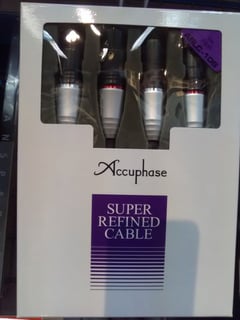 Accuphase
SUPER
REFINED
CABLE